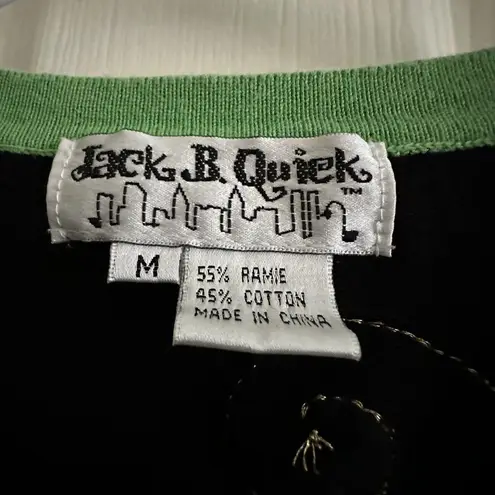 Jack B. Quick
TM
M
55% RAMIE
45% COTTON
MADE IN CHINA